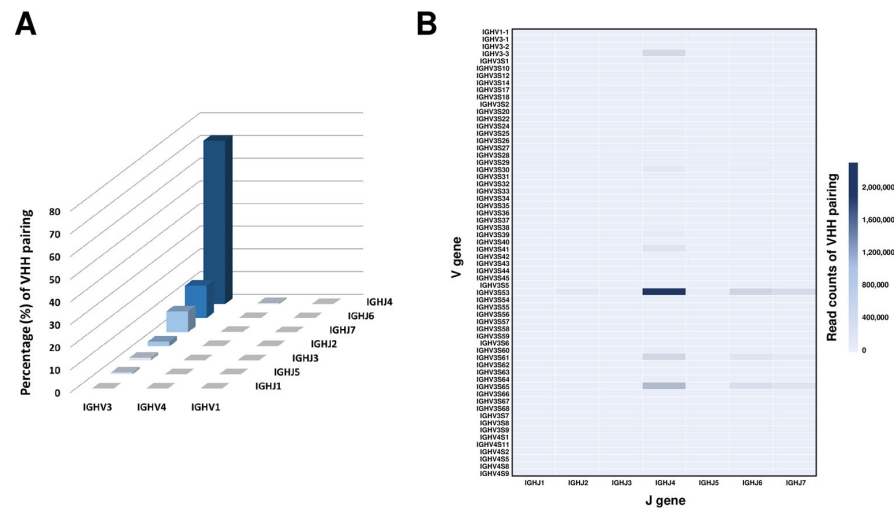 A
80
70
60
50
40
30
20
10
0
Percentage (%) of VHH pairing
IGHJ4
IGHJ6
IGHJ7
IGHJ2
IGHJ3
IGHJ5
IGHJ1
IGHV3 IGHV4 IGHV1
B
V gene
IGHV1-1
IGHV3-1
IGHV3-2
IGHV3-3
IGHV3S1
IGHV3S10
IGHV3S12
IGHV3S14
IGHV3S17
IGHV3S18
IGHV3S2
IGHV3S20
IGHV3S22
IGHV3S24
IGHV3S25
IGHV3S26
IGHV3S27
IGHV3S28
IGHV3S29
IGHV3S30
IGHV3S31
IGHV3S32
IGHV3S33
IGHV3S34
IGHV3S35
IGHV3S36
IGHV3S37
IGHV3S38
IGHV3S39
IGHV3S40
IGHV3S41
IGHV3S42
IGHV3S43
IGHV3S44
IGHV3S45
IGHV3S5
IGHV3S53
IGHV3S54
IGHV3S55
IGHV3S56
IGHV3S57
IGHV3S58
IGHV3S59
IGHV3S6
IGHV3S60
IGHV3S61
IGHV3S62
IGHV3S63
IGHV3S64
IGHV3S65
IGHV3S66
IGHV3S67
IGHV3S68
IGHV3S7
IGHV3S8
IGHV3S9
IGHV4S1
IGHV4S11
IGHV4S2
IGHV4S5
IGHV4S8
IGHV4S9
IGHJ1 IGHJ2 IGHJ3 IGHJ4 IGHJ5 IGHJ6 IGHJ7
J gene
Read counts of VHH pairing
2,000,000
1,600,000
1,200,000
800,000
400,000
0